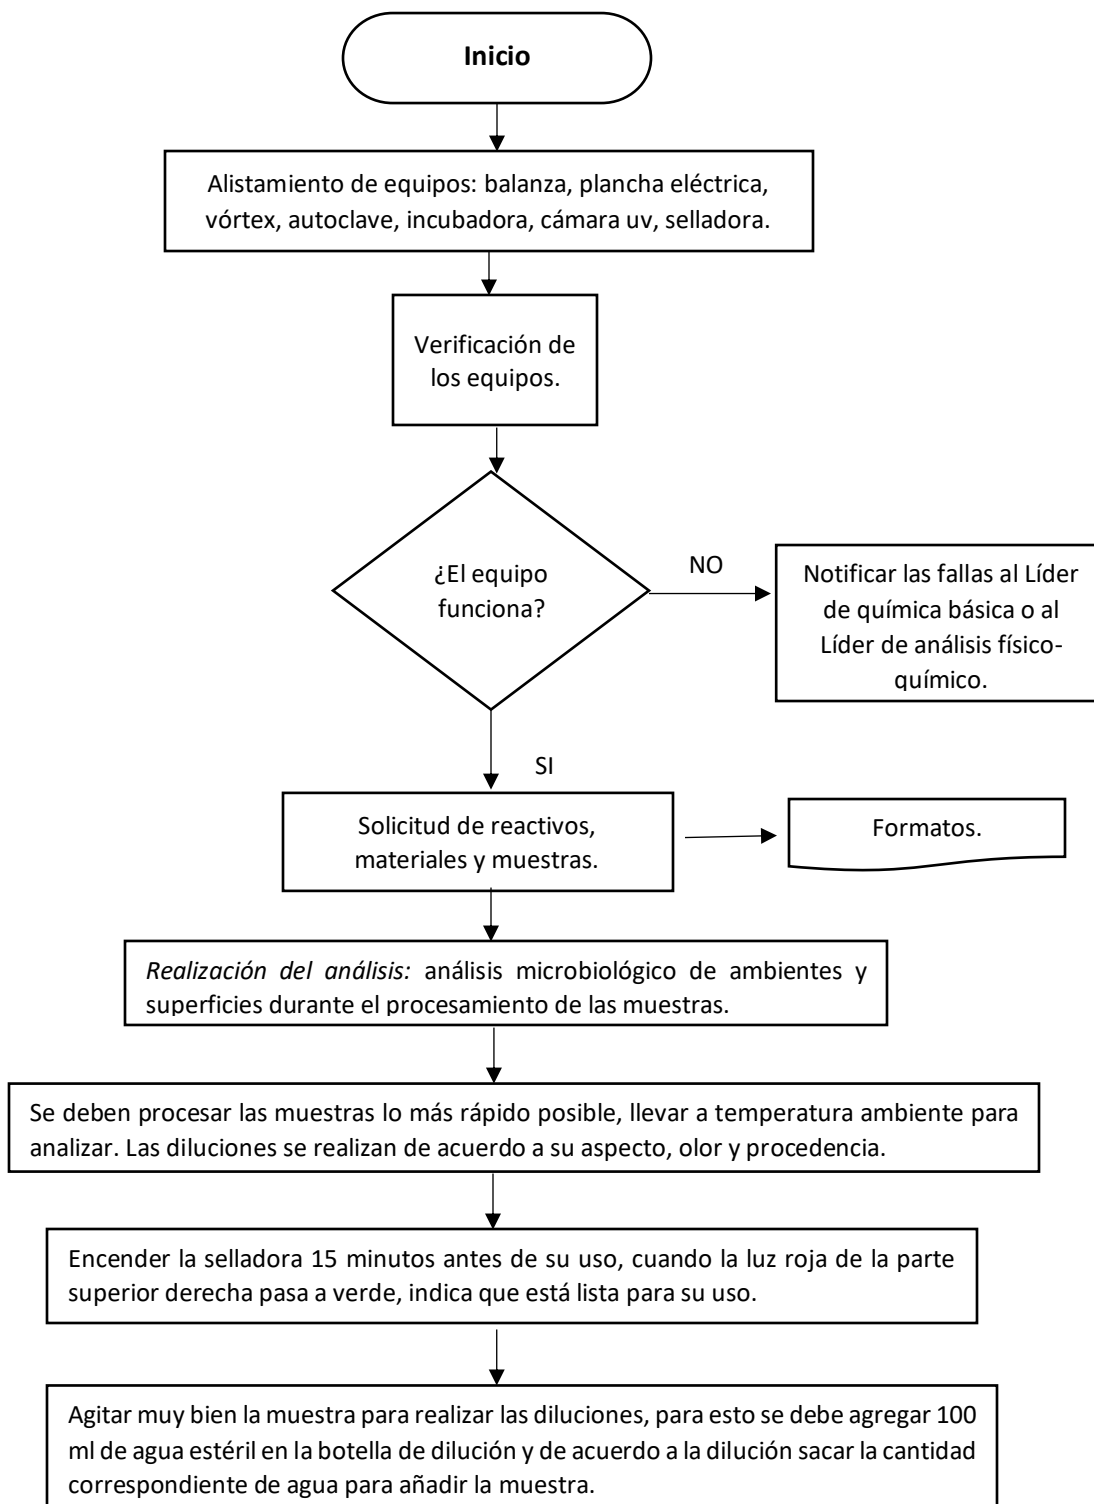 Inicio
Alistamiento de equipos: balanza, plancha eléctrica,
vórtex, autoclave, incubadora, cámara uv, selladora.
Verificación de
los equipos.
¿El equipo
funciona?
NO
Notificar las fallas al Líder
de química básica o al
Líder de análisis físico-
químico.
SI
Solicitud de reactivos,
materiales y muestras.
Formatos.
Realización del análisis: análisis microbiológico de ambientes y
superficies durante el procesamiento de las muestras.
Se deben procesar las muestras lo más rápido posible, llevar a temperatura ambiente para
analizar. Las diluciones se realizan de acuerdo a su aspecto, olor y procedencia.
Encender la selladora 15 minutos antes de su uso, cuando la luz roja de la parte
superior derecha pasa a verde, indica que está lista para su uso.
Agitar muy bien la muestra para realizar las diluciones, para esto se debe agregar 100
ml de agua estéril en la botella de dilución y de acuerdo a la dilución sacar la cantidad
correspondiente de agua para añadir la muestra.